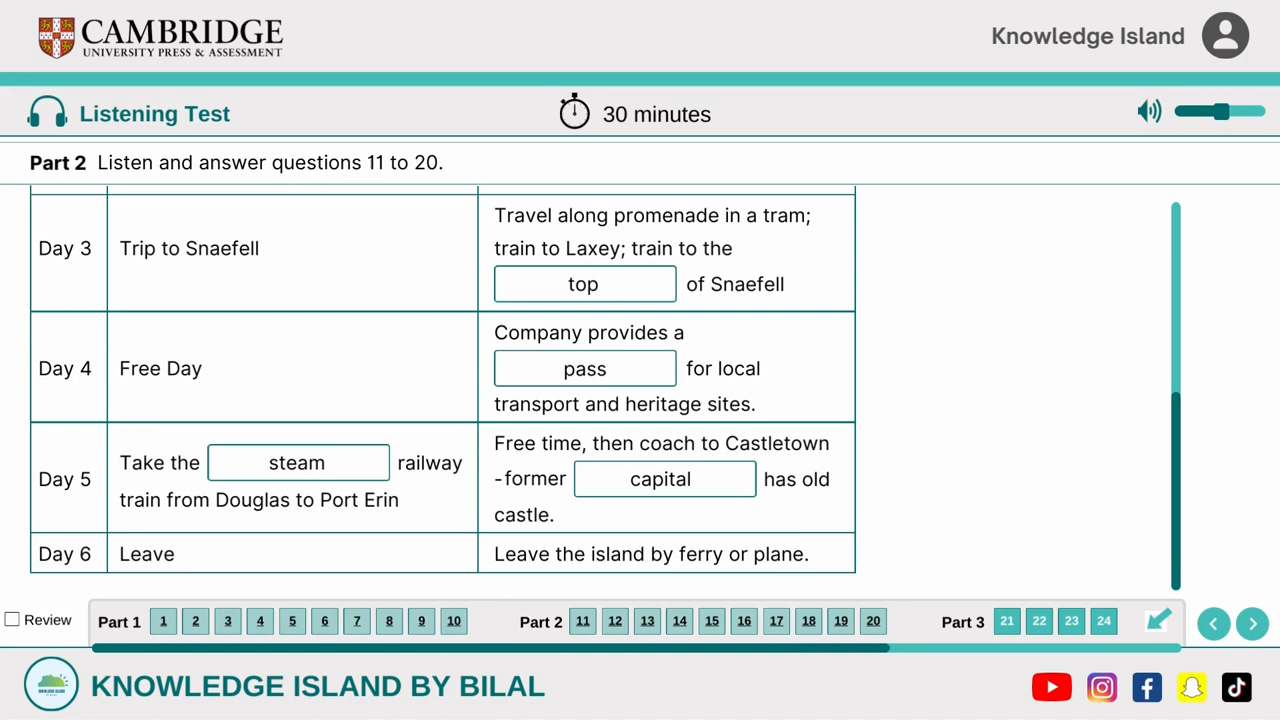 CAMBRIDGE
UNIVERSITY PRESS & ASSESSMENT
Knowledge Island
Listening Test
30 minutes
Part 2 Listen and answer questions 11 to 20.
Day 3
Trip to Snaefell
Travel along promenade in a tram;
train to Laxey; train to the
top of Snaefell
Day 4
Free Day
Company provides a
pass for local
transport and heritage sites.
Day 5
Take the steam railway
train from Douglas to Port Erin
Free time, then coach to Castletown
-former capital has old
castle.
Day 6
Leave
Leave the island by ferry or plane.
Review
Part 1 1 2 3 4 5 6 7 8 9 10
Part 2 11 12 13 14 15 16 17 18 19 20
Part 3 21 22 23 24
KNOWLEDGE ISLAND BY BILAL